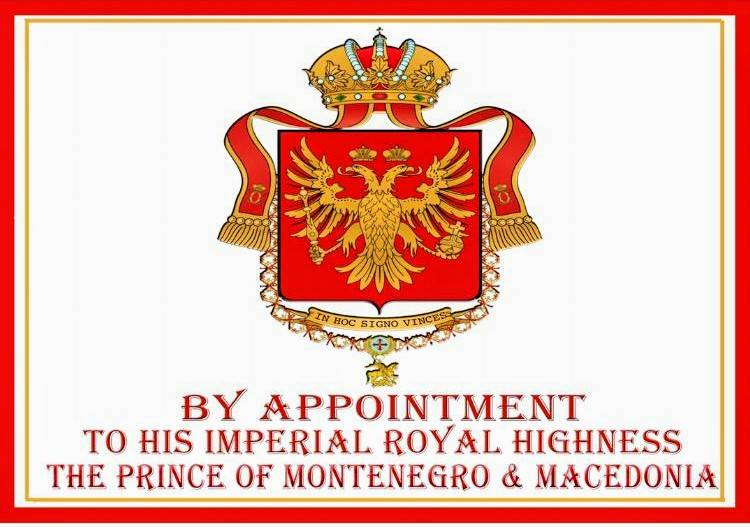 IN HOC SIGNO VINCES
BY APPOINTMENT
TO HIS IMPERIAL ROYAL HIGHNESS
THE PRINCE OF MONTENEGRO & MACEDONIA